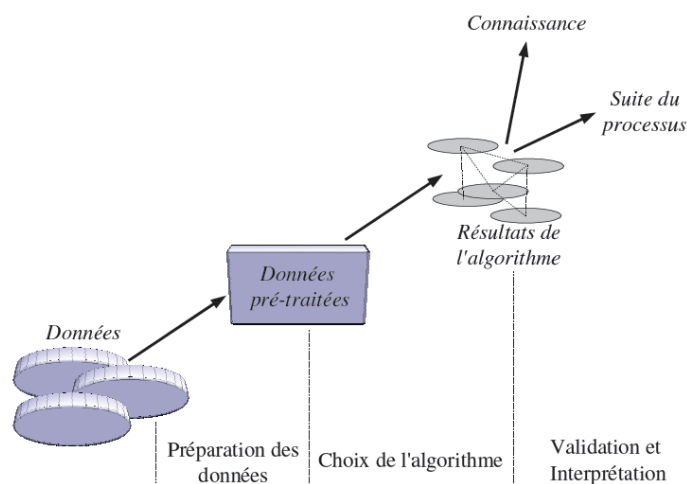 Connaissance
Suite du
processus
Résultats de
l'algorithme
Données
pré-traitées
Données
Préparation des
données
Choix de l'algorithme
Validation et
Interprétation